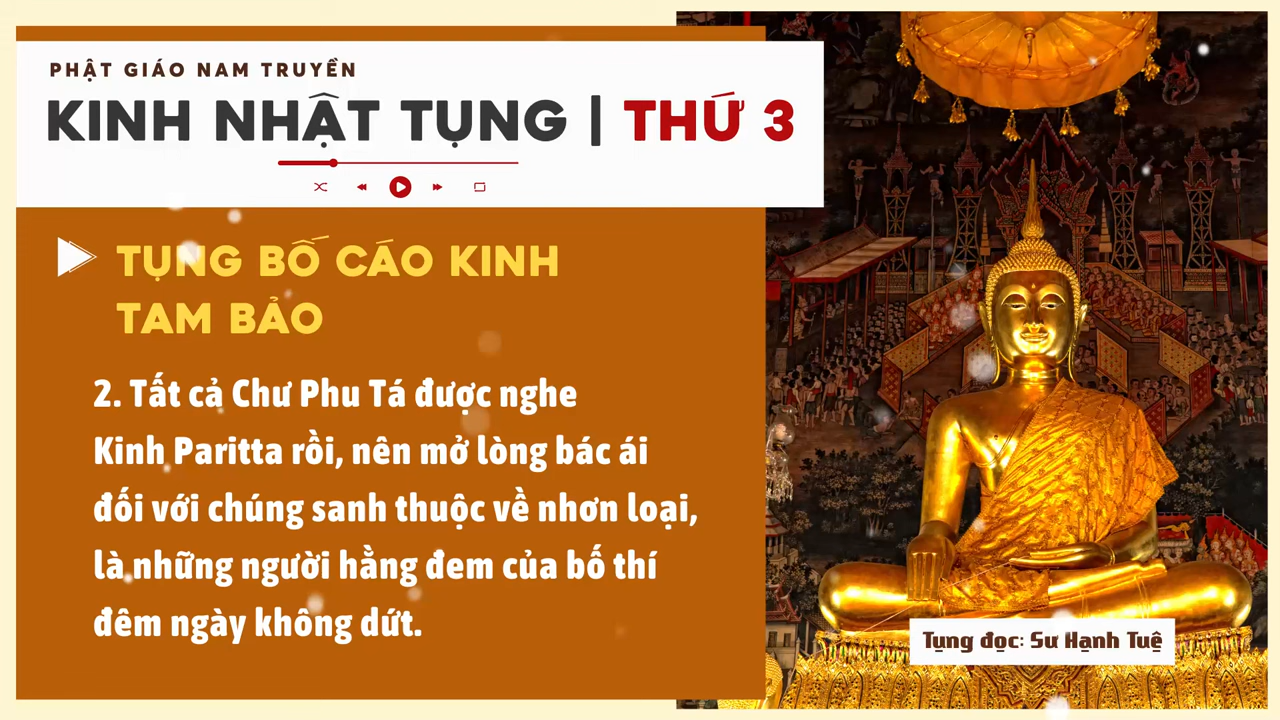 PHẬT GIÁO NAM TRUYỀN
KINH NHẬT TỤNG | THỨ 3
TỤNG BỐ CÁO KINH
TAM BẢO
2. Tất cả Chư Phu Tá được nghe
Kinh Paritta rồi, nên mở lòng bác ái
đối với chúng sanh thuộc về nhơn loại,
là những người hằng đem của bố thí
đêm ngày không dứt.
Tụng đọc: Sư Hạnh Tuệ